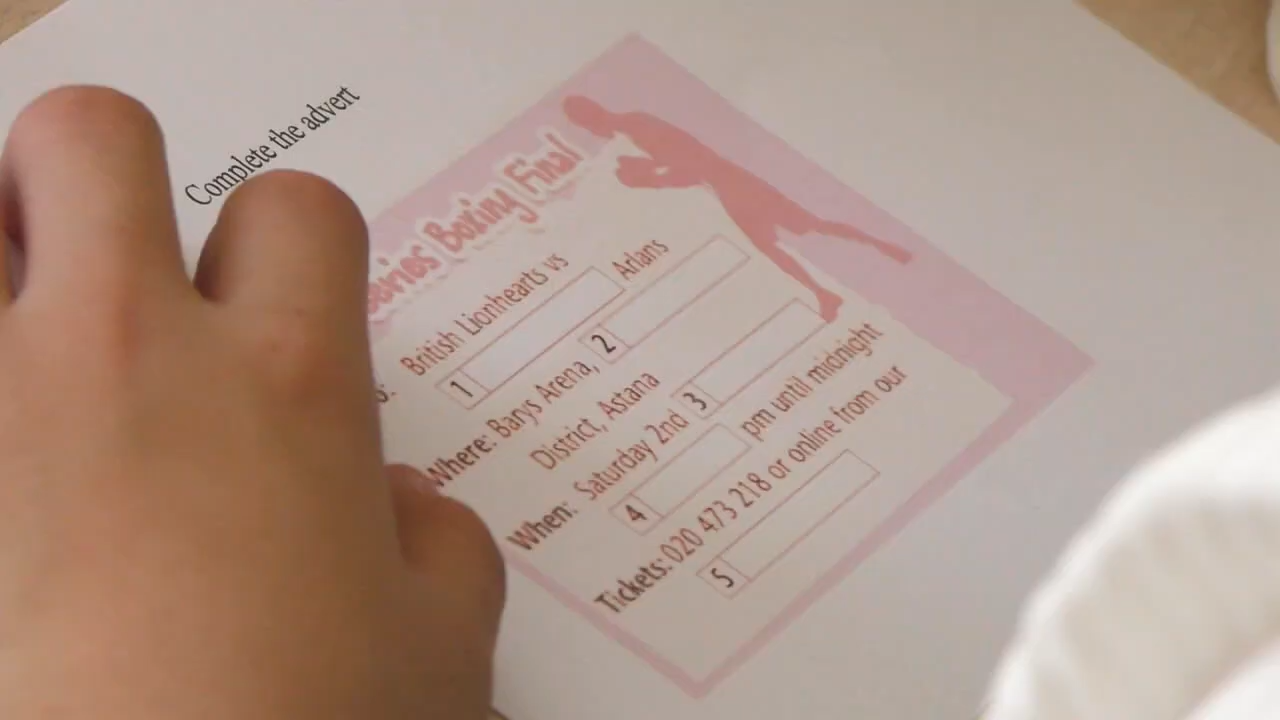 Complete the advert
Series Boxing Final
British Lionhearts vs
1 Arlans
Where: Barys Arena, 2
District, Astana
When: Saturday 2nd 3
4 pm until midnight
Tickets: 020 473 218 or online from our
5